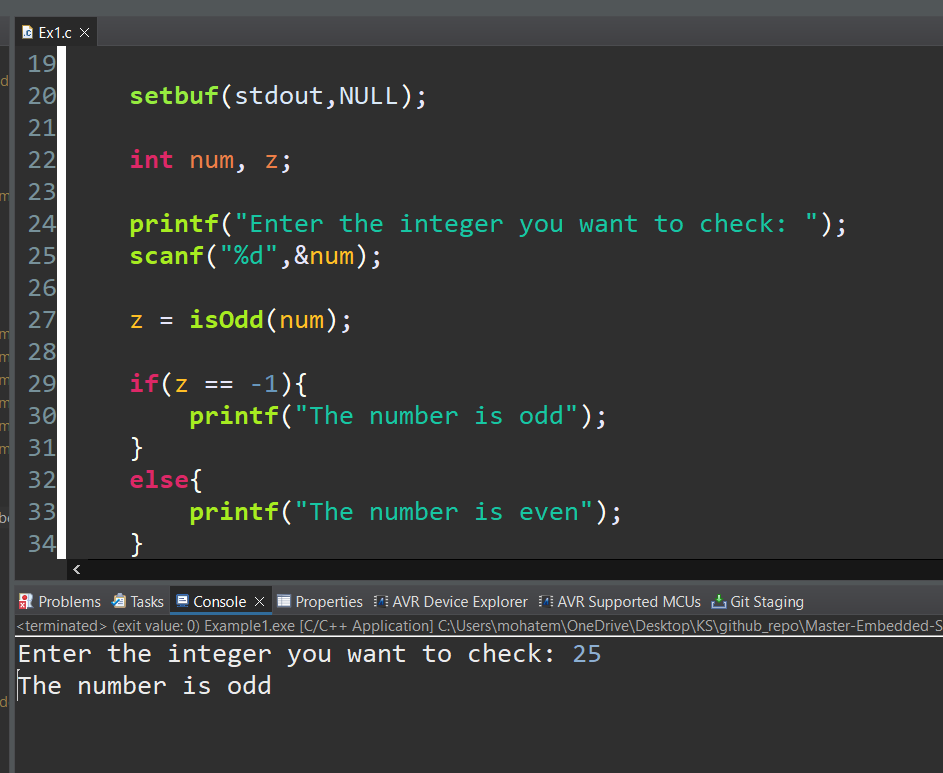 Ex1.c
19
20 setbuf(stdout,NULL);
21
22 int num, z;
23
24 printf("Enter the integer you want to check: ");
25 scanf("%d",&num);
26
27 z = isOdd(num);
28
29 if(z == -1){
30 printf("The number is odd");
31 }
32 else{
33 printf("The number is even");
34 }
Problems Tasks Console Properties AVR Device Explorer AVR Supported MCUs Git Staging
<terminated> (exit value: 0) Example1.exe [C/C++ Application] C:\Users\mohatem\OneDrive\Desktop\KS\github_repo\Master-Embedded-S
Enter the integer you want to check: 25
The number is odd